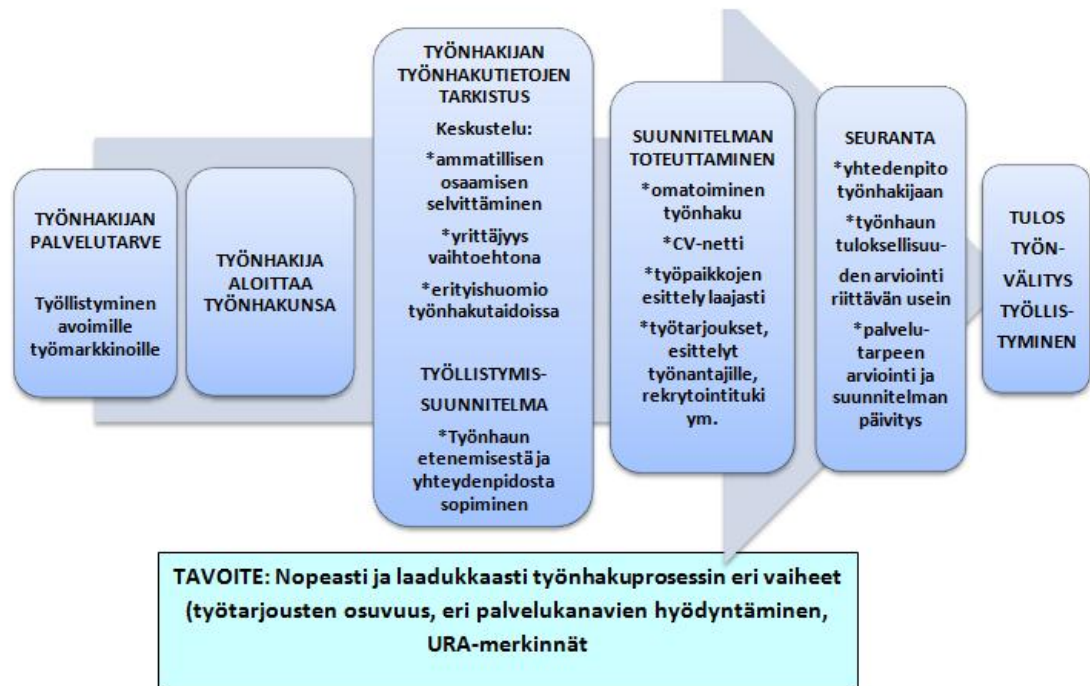 TYÖNHAKIJAN
PALVELUTARVE
Työllistyminen
avoimille
työmarkkinoille
TYÖNHAKIJA
ALOITTAA
TYÖNHAKUNSA
TYÖNHAKIJAN
TYÖNHAKUTIETOJEN
TARKISTUS
Keskustelu:
*ammatillisen
osaamisen
selvittäminen
*yrittäjyys
vaihtoehtona
*erityishuomio
työnhakutaidoissa
TYÖLLISTYMIS-
SUUNNITELMA
*Työnhaun
etenemisestä ja
yhteydenpidosta
sopiminen
SUUNNITELMAN
TOTEUTTAMINEN
*omatoiminen
työnhaku
*CV-netti
*työpaikkojen
esittely laajasti
*työtarjoukset,
esittelyt
työnantajille,
rekrytointituki
ym.
SEURANTA
*yhtedenpito
työnhakijaan
*työnhaun
tuloksellisuu-
den arviointi
riittävän usein
*palvelu-
tarpeen
arviointi ja
suunnitelman
päivitys
TULOS
TYÖN-
VÄLITYS
TYÖLLIS-
TYMINEN
TAVOITE: Nopeasti ja laadukkaasti työnhakuprosessin eri vaiheet
(työtarjousten osuvuus, eri palvelukanavien hyödyntäminen,
URA-merkinnät